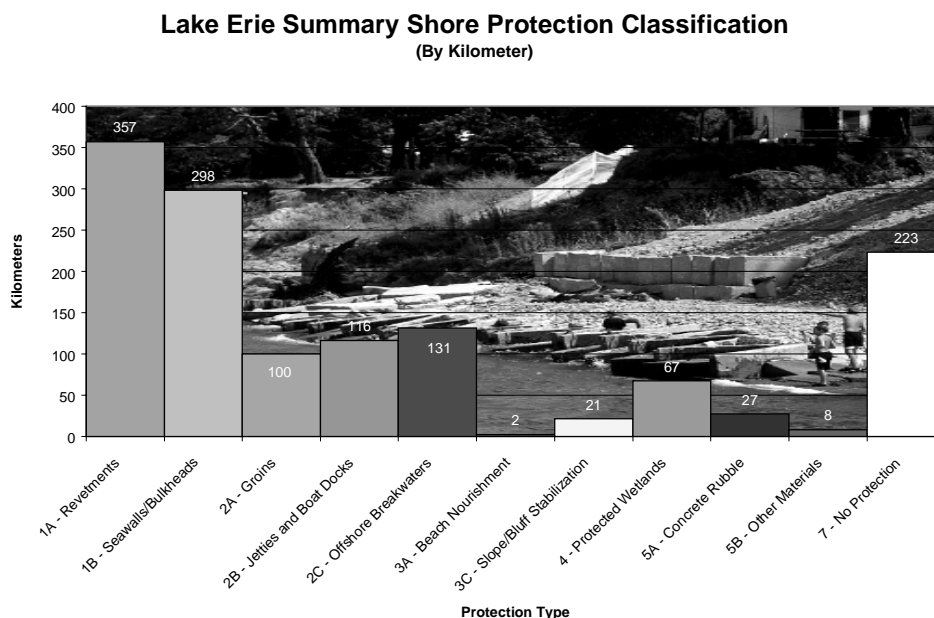 Lake Erie Summary Shore Protection Classification
(By Kilometer)
400
350
300
250
200
150
100
50
0
Kilometers
357
298
100
116
131
2
21
67
27
8
223
1A - Revetments
1B - Seawalls/Bulkheads
2A - Groins
2B - Jetties and Boat Docks
2C - Offshore Breakwaters
3A - Beach Nourishment
3C - Slope/Bluff Stabilization
4 - Protected Wetlands
5A - Concrete Rubble
5B - Other Materials
7 - No Protection
Protection Type